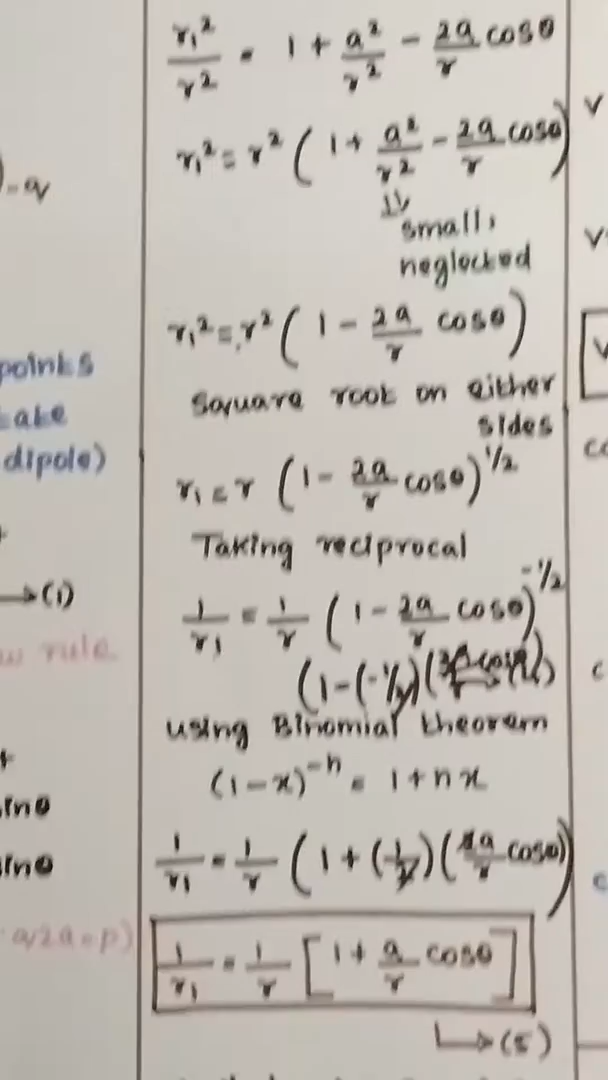 r₁²/r² = 1 + a²/r² - 2a/r cosθ
r₁² = r² ( 1 + a²/r² - 2a/r cosθ )
⇓
small,
neglected
r₁² = r² ( 1 - 2a/r cosθ )
Square root on either
sides
r₁ = r ( 1 - 2a/r cosθ )^1/2
Taking reciprocal
1/r₁ = 1/r ( 1 - 2a/r cosθ )^-1/2
using Binomial theorem
(1-x)^-n = 1+nx
1/r₁ = 1/r ( 1 + (1/2) (2a/r cosθ) )
1/r₁ = 1/r [ 1 + a/r cosθ ]
↳(5)
-q
points
dipole)
→(1)
rule
inθ
inθ
q2a=p)
V
V
V